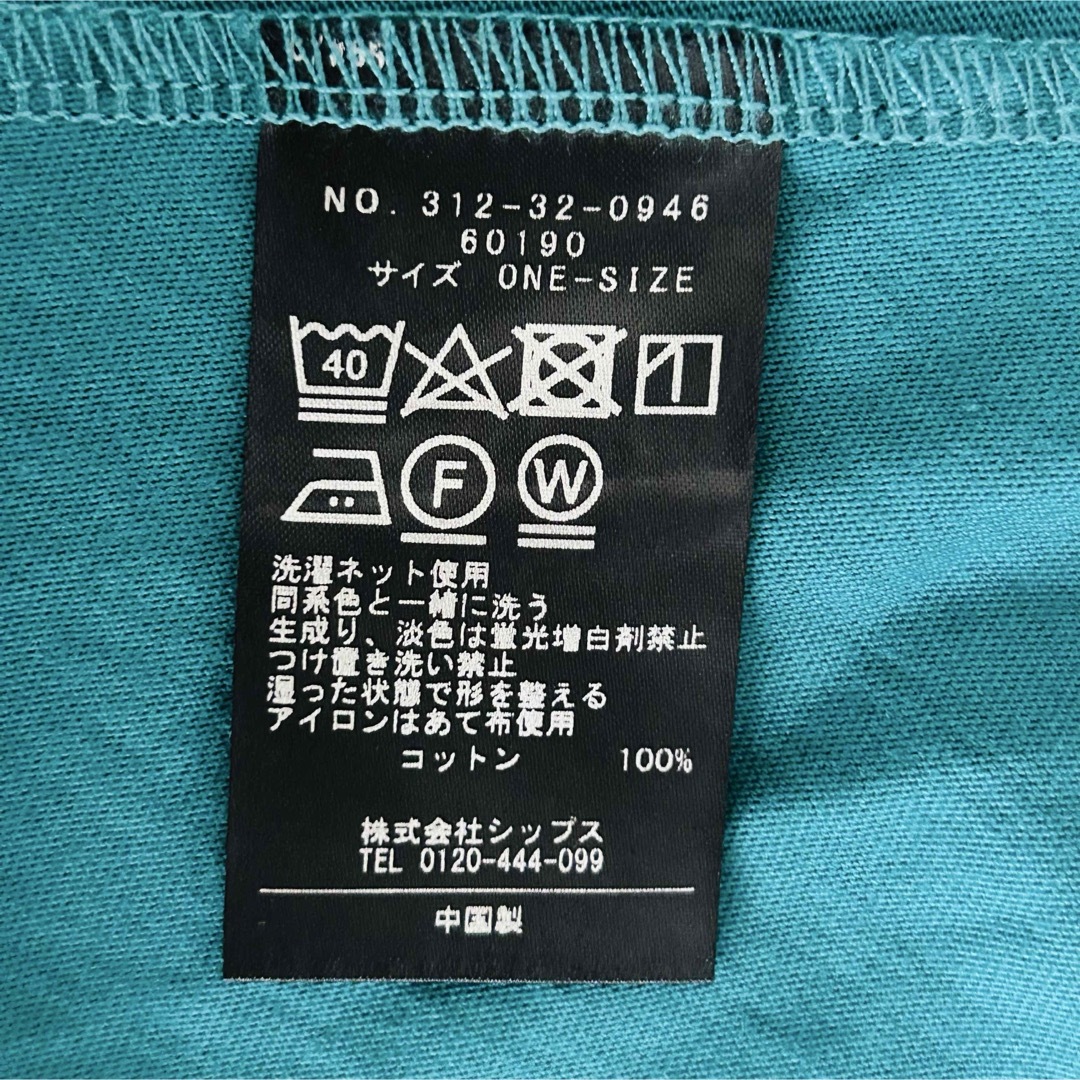 NO. 312-32-0946
60190
サイズ ONE-SIZE
40
F W
洗濯ネット使用
同系色と一緒に洗う
生成り、淡色は蛍光増白剤禁止
つけ置き洗い禁止
湿った状態で形を整える
アイロンはあて布使用
コットン 100%
株式会社シップス
TEL 0120-444-099
中国製